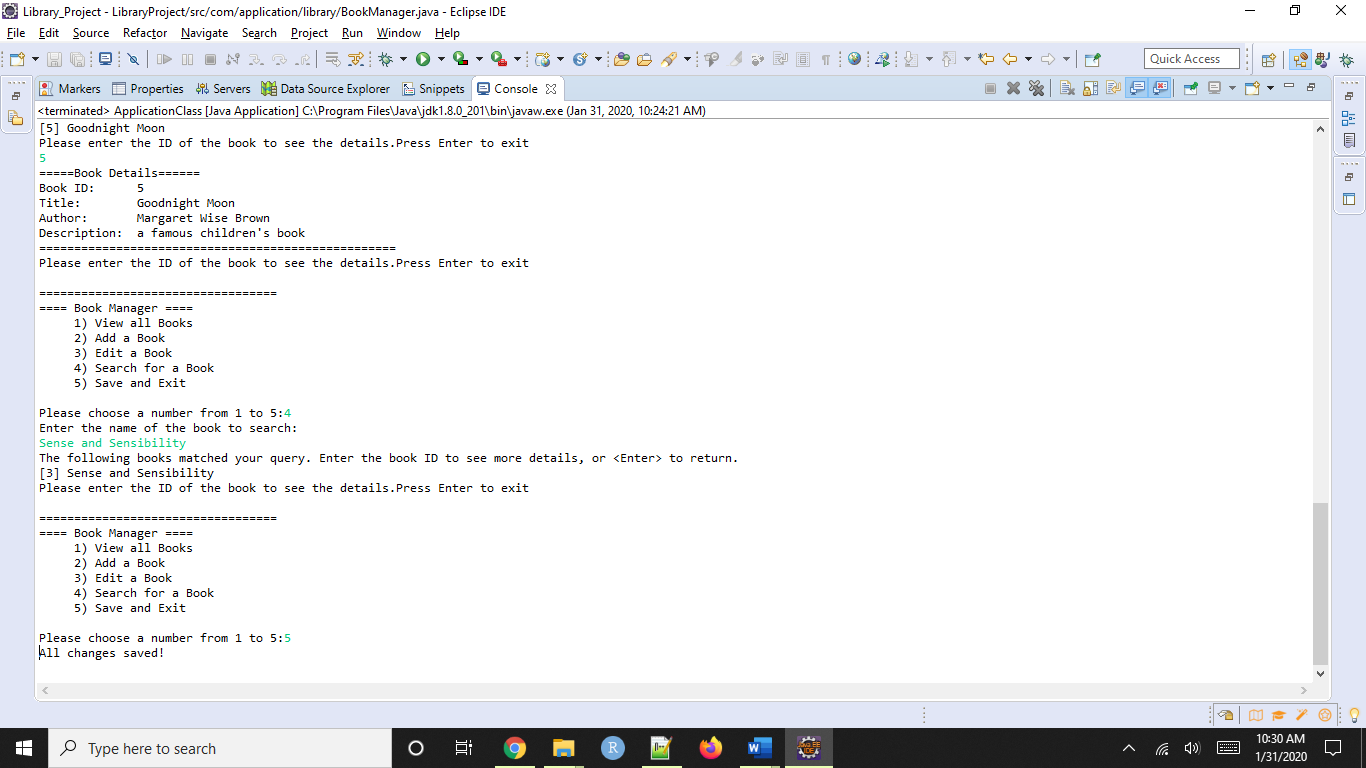 Library_Project - LibraryProject/src/com/application/library/BookManager.java - Eclipse IDE
File Edit Source Refactor Navigate Search Project Run Window Help
Quick Access
Markers Properties Servers Data Source Explorer Snippets Console
<terminated> ApplicationClass [Java Application] C:\Program Files\Java\jdk1.8.0_201\bin\javaw.exe (Jan 31, 2020, 10:24:21 AM)
[5] Goodnight Moon
Please enter the ID of the book to see the details.Press Enter to exit
5
=====Book Details======
Book ID:      5
Title:        Goodnight Moon
Author:       Margaret Wise Brown
Description:  a famous children's book
===================================================
Please enter the ID of the book to see the details.Press Enter to exit
==================================
==== Book Manager ====
1) View all Books
2) Add a Book
3) Edit a Book
4) Search for a Book
5) Save and Exit
Please choose a number from 1 to 5:4
Enter the name of the book to search:
Sense and Sensibility
The following books matched your query. Enter the book ID to see more details, or <Enter> to return.
[3] Sense and Sensibility
Please enter the ID of the book to see the details.Press Enter to exit
==================================
==== Book Manager ====
1) View all Books
2) Add a Book
3) Edit a Book
4) Search for a Book
5) Save and Exit
Please choose a number from 1 to 5:5
All changes saved!
Type here to search
10:30 AM
1/31/2020